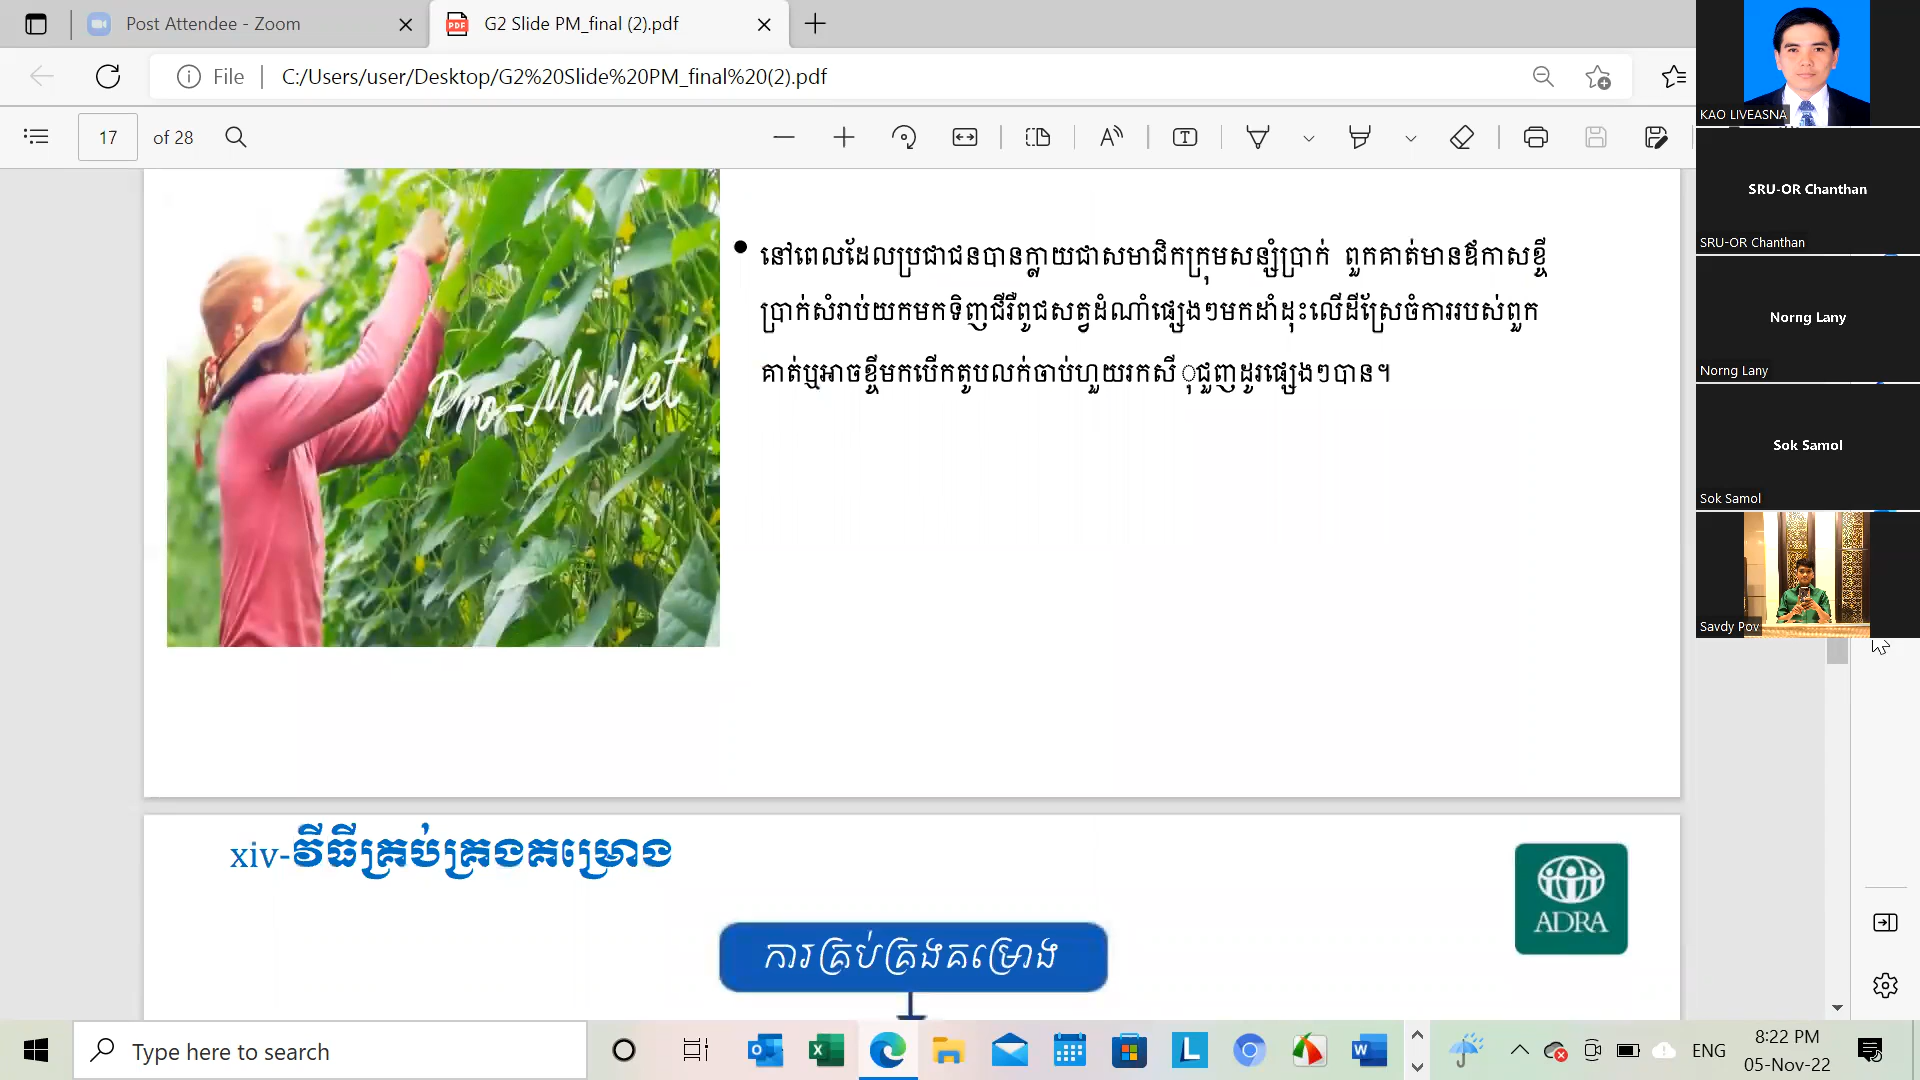 Post Attendee - Zoom
G2 Slide PM_final (2).pdf
File
C:/Users/user/Desktop/G2%20Slide%20PM_final%20(2).pdf
17 of 28
Pro-Market
នៅពេលដែលប្រជាជនបានក្លាយជាសមាជិកក្រុមសន្សំប្រាក់ ពួកគាត់មានឪកាសខ្ចី
ប្រាក់សំរាប់យកមកទិញជីរឺពូជសត្វដំណាំផ្សេងៗមកដាំដុះលើដីស្រែចំការរបស់ពួក
គាត់ឬអាចខ្ចីមកបើកតូបលក់ចាប់ហួយរកសីុជួញដូរផ្សេងៗបាន។
xiv-វីធីគ្រប់គ្រងគម្រោង
ADRA
ការគ្រប់គ្រងគម្រោង
KAO LIVEASNA
SRU-OR Chanthan
SRU-OR Chanthan
Norng Lany
Norng Lany
Sok Samol
Sok Samol
Savdy Pov
Type here to search
ENG
8:22 PM
05-Nov-22